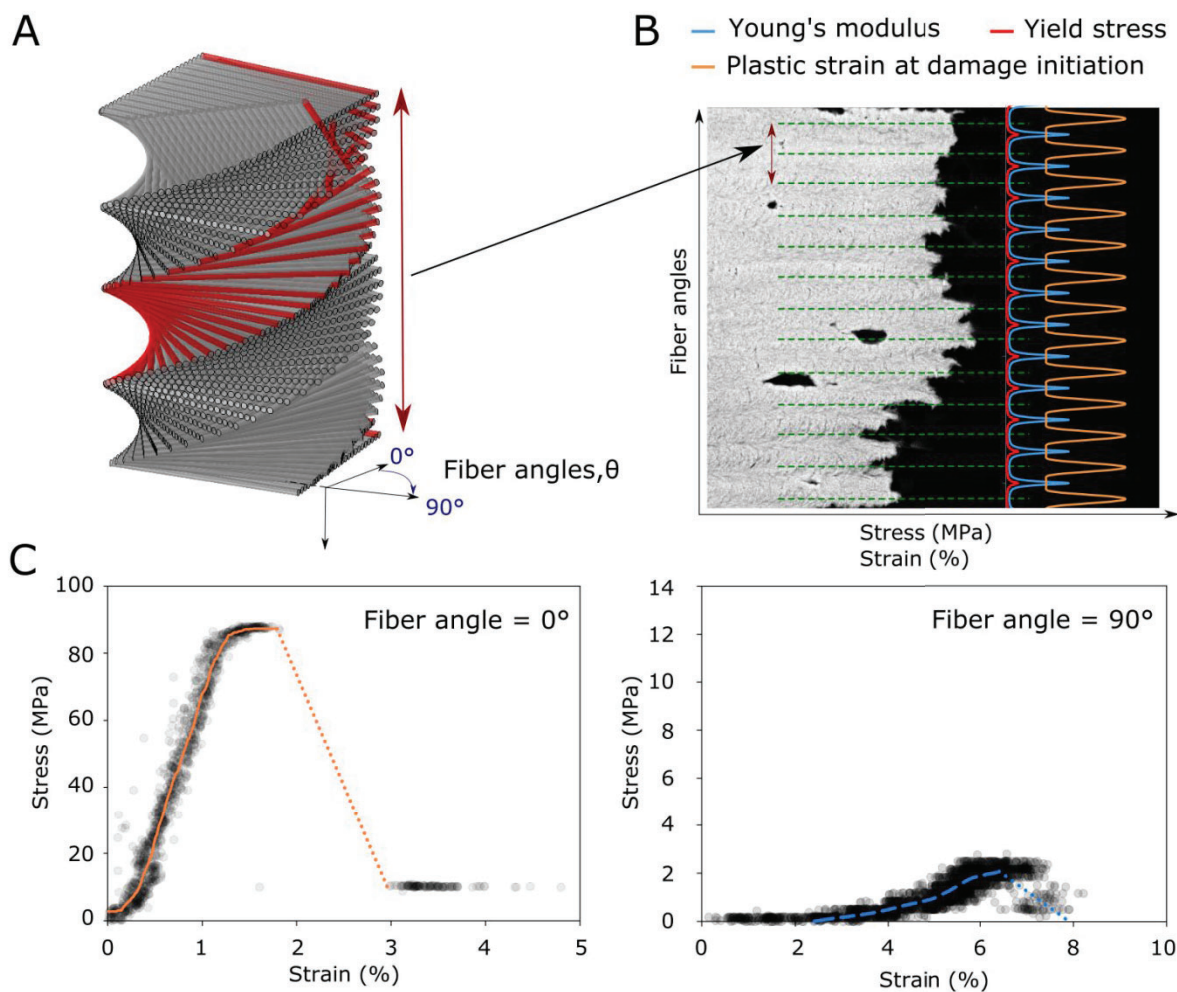 A
B
Young's modulus
Yield stress
Plastic strain at damage initiation
Fiber angles
0°
Fiber angles,θ
90°
Stress (MPa)
Strain (%)
C
100
80
60
40
20
0
Stress (MPa)
Fiber angle = 0°
0 1 2 3 4 5
Strain (%)
14
12
10
8
6
4
2
0
Stress (MPa)
Fiber angle = 90°
0 2 4 6 8 10
Strain (%)